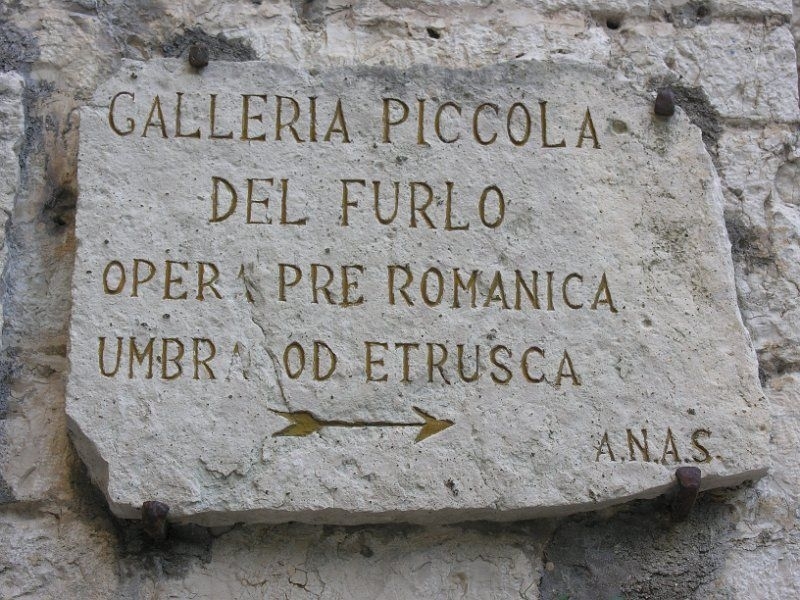 GALLERIA PICCOLA
DEL FURLO
OPERA PRE ROMANICA
UMBRA OD ETRUSCA
A.N.A.S.